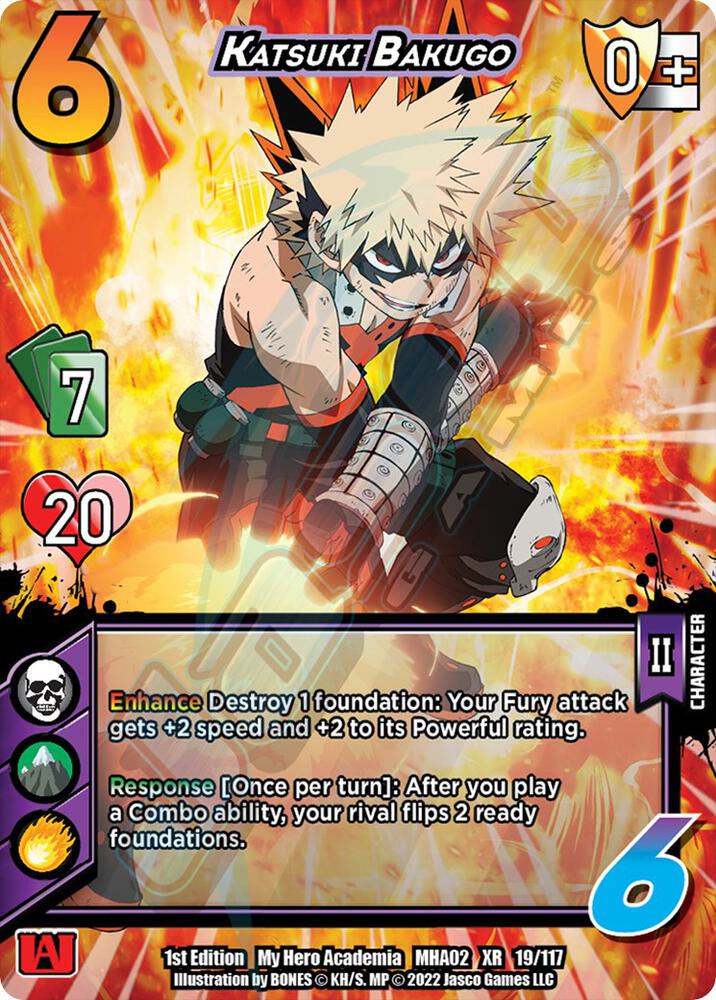 6
KATSUKI BAKUGO
0 +
7
20
II
CHARACTER
Enhance Destroy 1 foundation: Your Fury attack
gets +2 speed and +2 to its Powerful rating.
Response [Once per turn]: After you play
a Combo ability, your rival flips 2 ready
foundations.
6
UA
1st Edition My Hero Academia MHA02 XR 19/117
Illustration by BONES © KH/S. MP © 2022 Jasco Games LLC